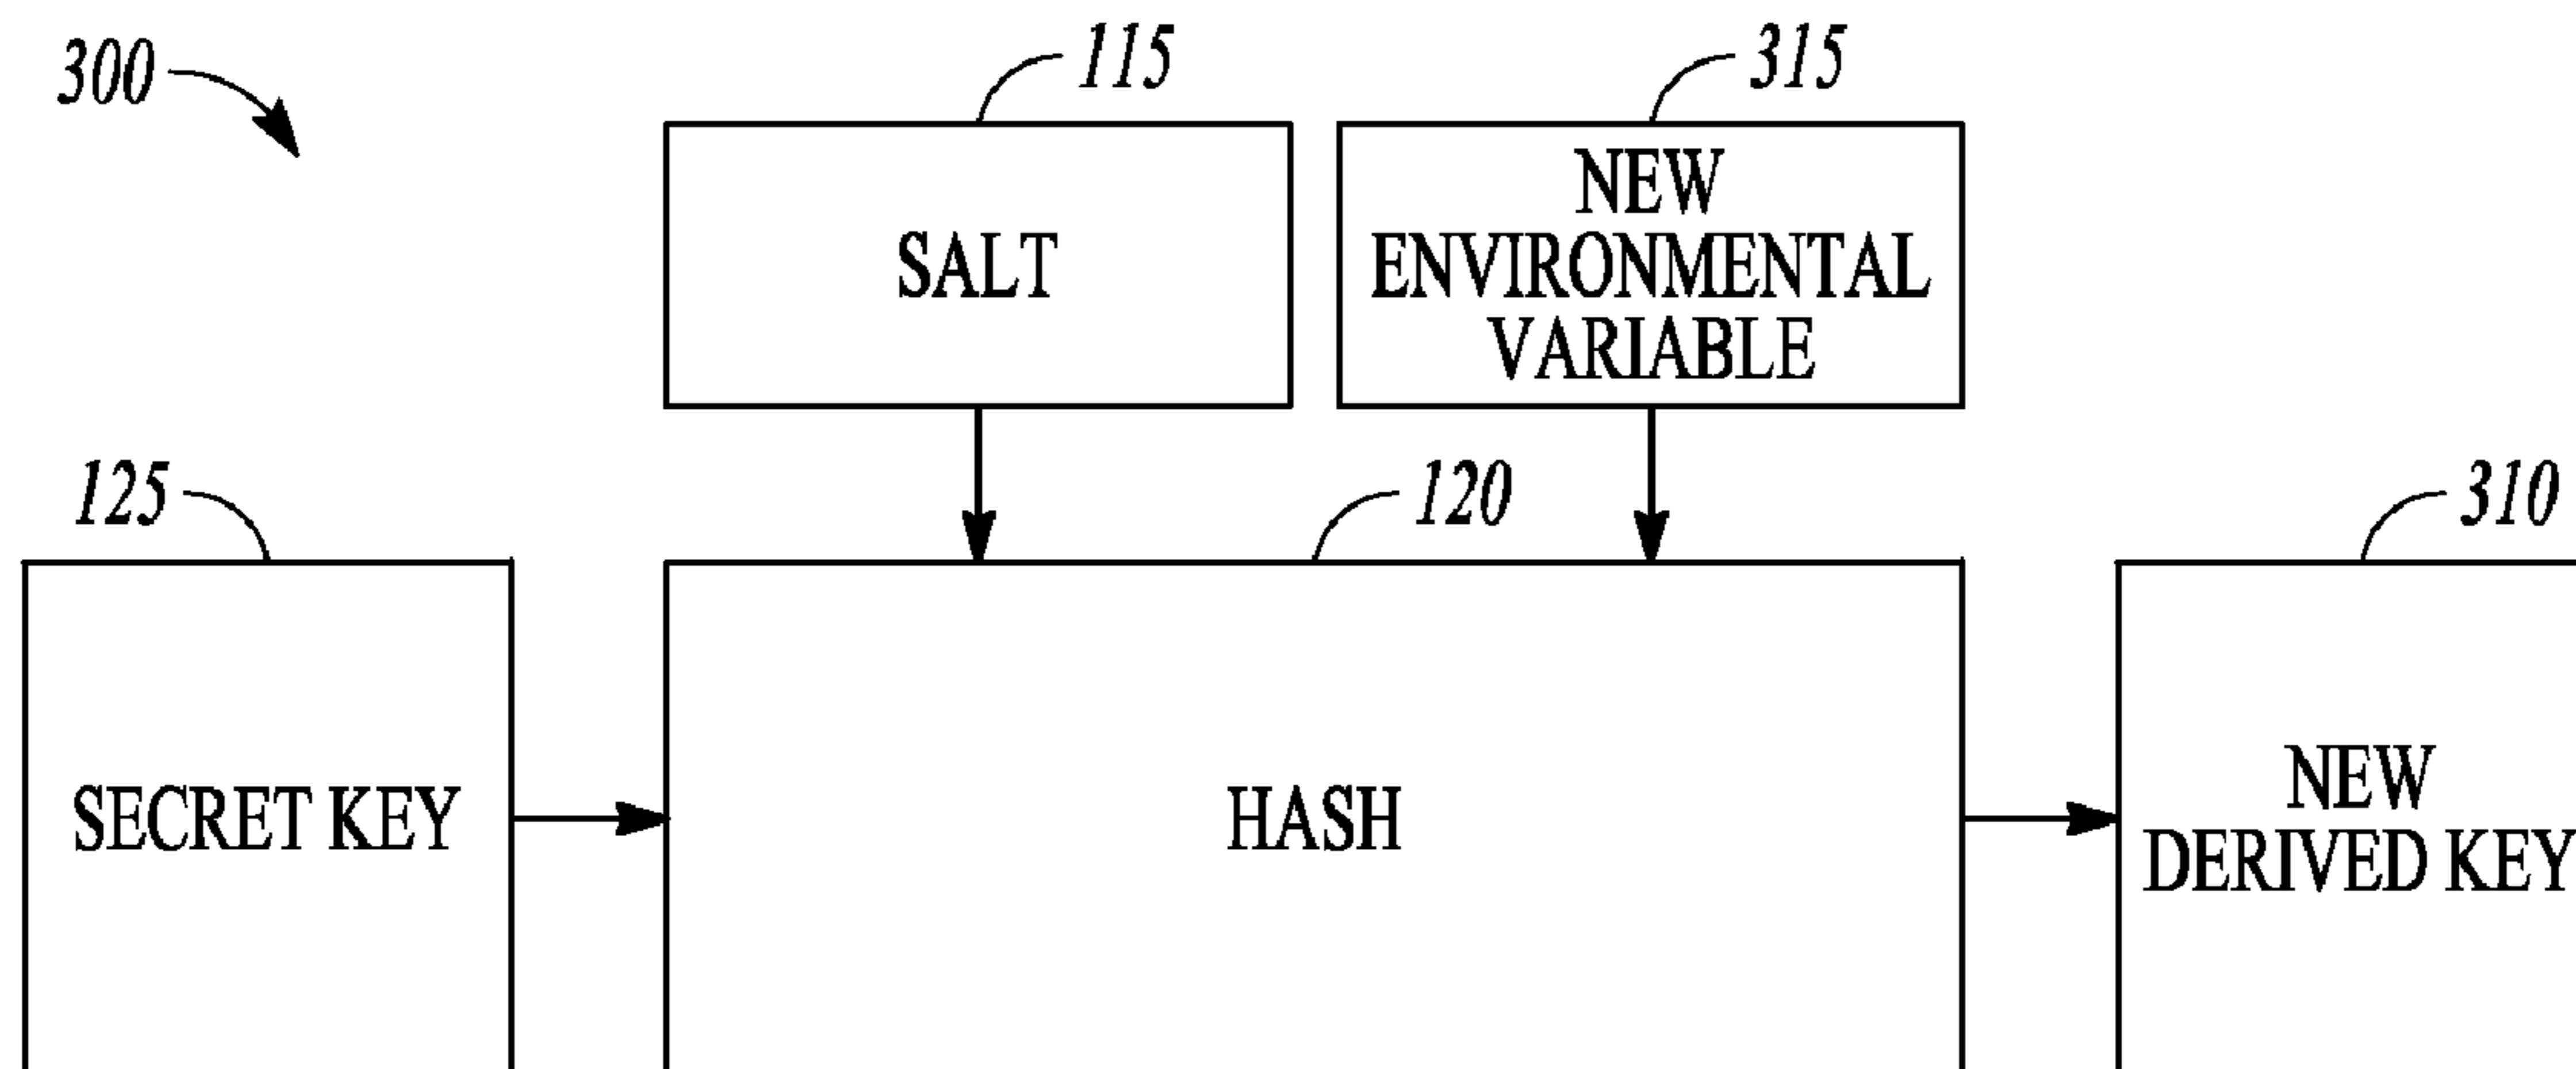 300
115
315
SALT
NEW
ENVIRONMENTAL
VARIABLE
125
120
310
SECRET KEY
HASH
NEW
DERIVED KEY